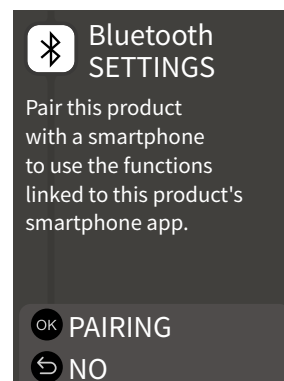 Bluetooth
SETTINGS
Pair this product
with a smartphone
to use the functions
linked to this product's
smartphone app.
OK PAIRING
NO